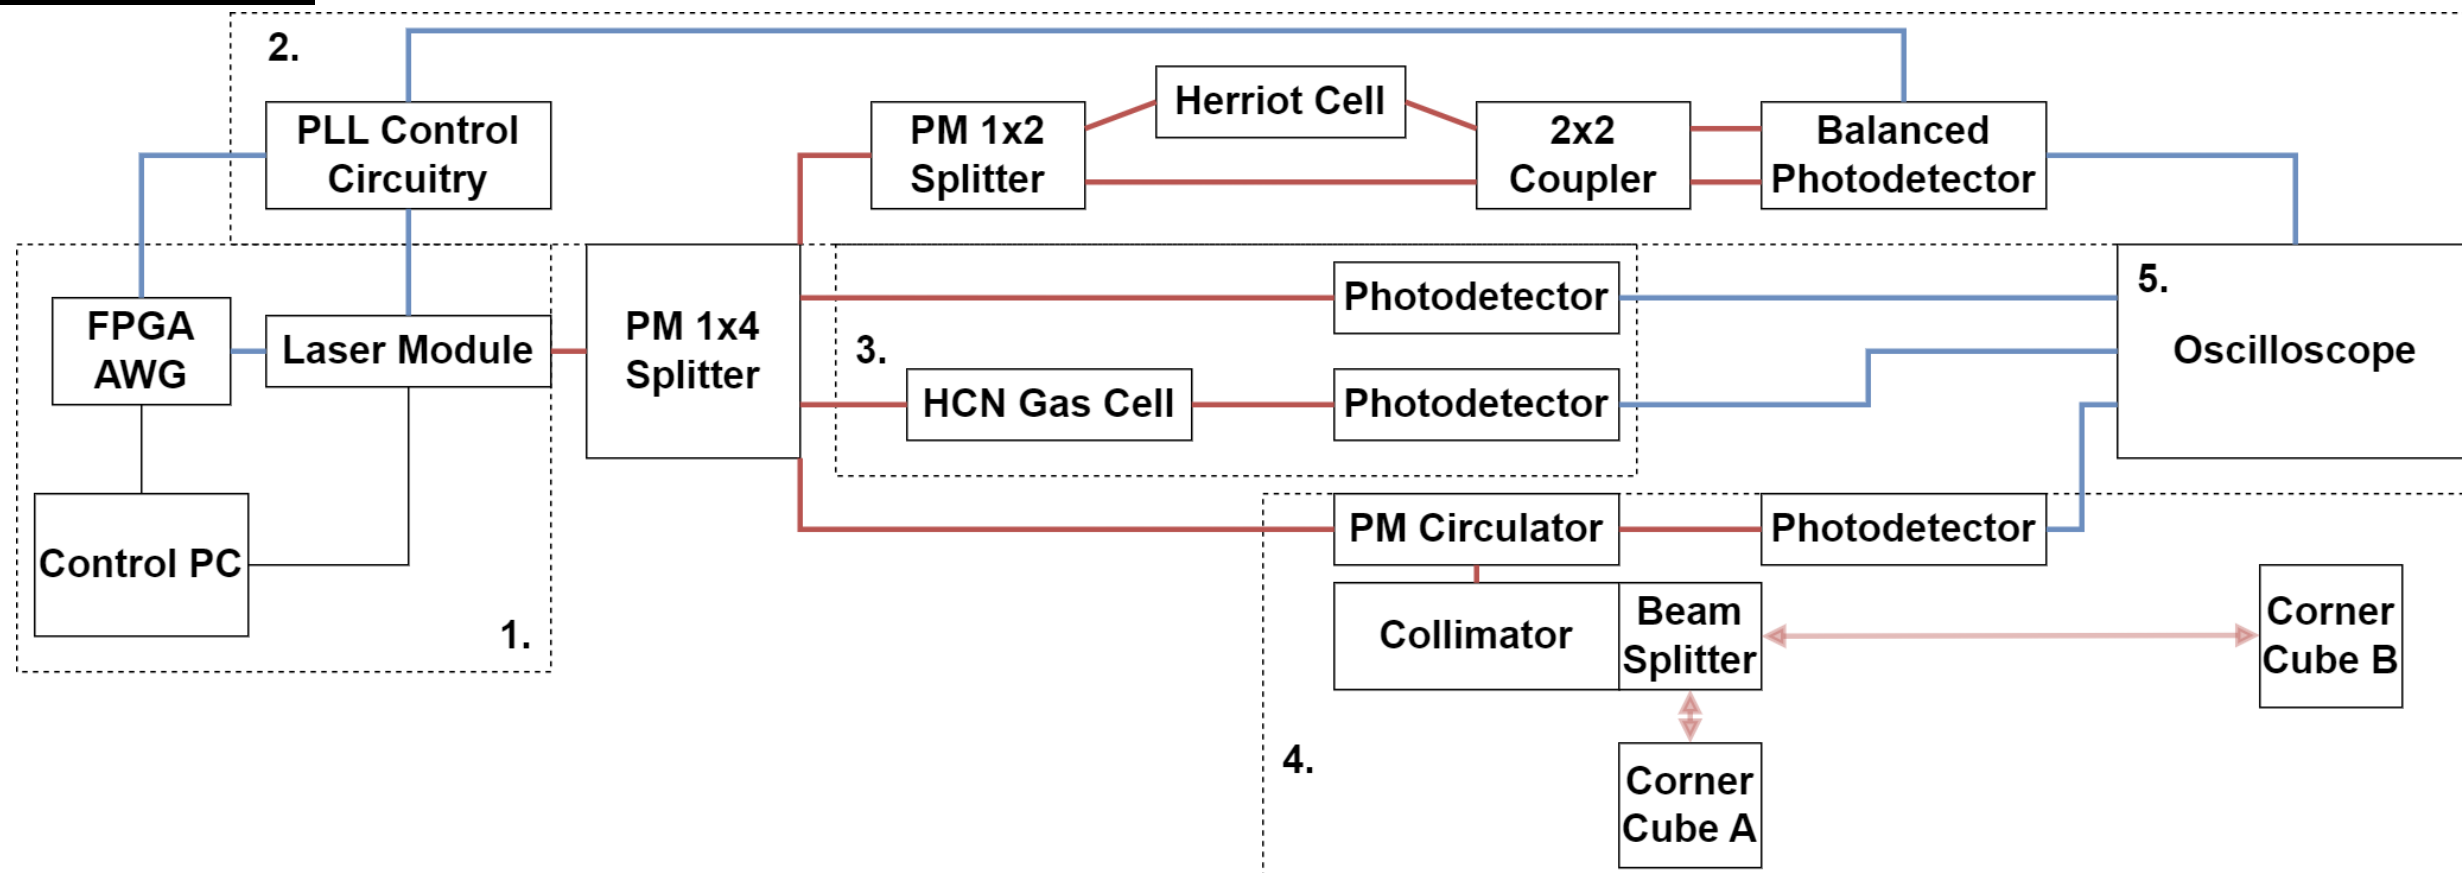 2.
PLL Control
Circuitry
PM 1x2
Splitter
Herriot Cell
2x2
Coupler
Balanced
Photodetector
FPGA
AWG
Laser Module
PM 1x4
Splitter
3.
Photodetector
HCN Gas Cell
Photodetector
5.
Oscilloscope
Control PC
1.
PM Circulator
Photodetector
Collimator
Beam
Splitter
Corner
Cube B
4.
Corner
Cube A